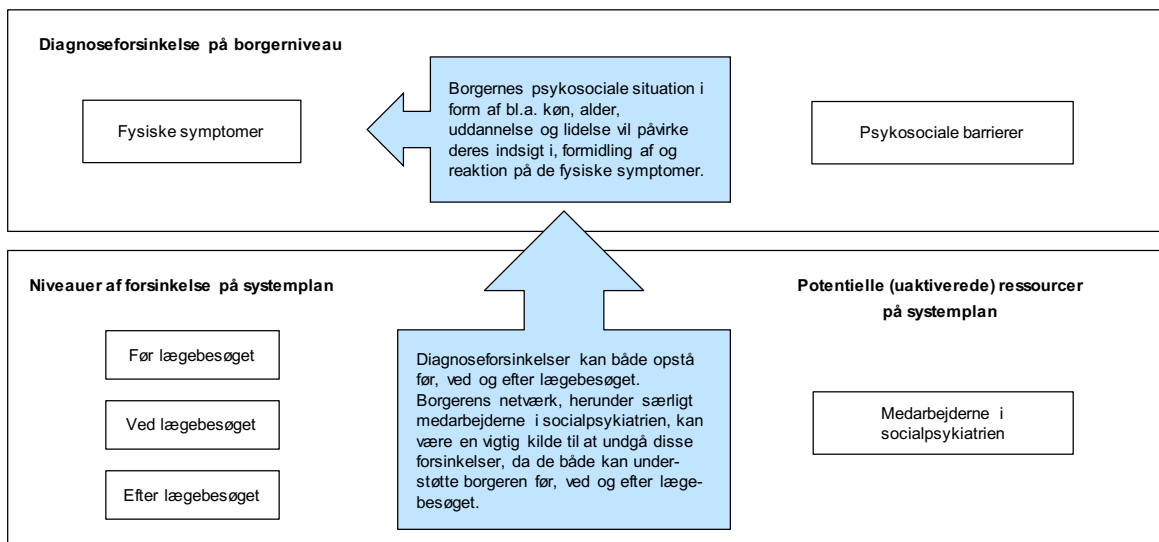 Diagnoseforsinkelse på borgerniveau
Fysiske symptomer
Borgernes psykosociale situation i
form af bl.a. køn, alder,
uddannelse og lidelse vil påvirke
deres indsigt i, formidling af og
reaktion på de fysiske symptomer.
Psykosociale barrierer
Niveauer af forsinkelse på systemplan
Før lægebesøget
Ved lægebesøget
Efter lægebesøget
Diagnoseforsinkelser kan både opstå
før, ved og efter lægebesøget.
Borgerens netværk, herunder særligt
medarbejderne i socialpsykiatrien, kan
være en vigtig kilde til at undgå disse
forsinkelser, da de både kan under-
støtte borgeren før, ved og efter læge-
besøget.
Potentielle (uaktiverede) ressourcer
på systemplan
Medarbejderne i
socialpsykiatrien